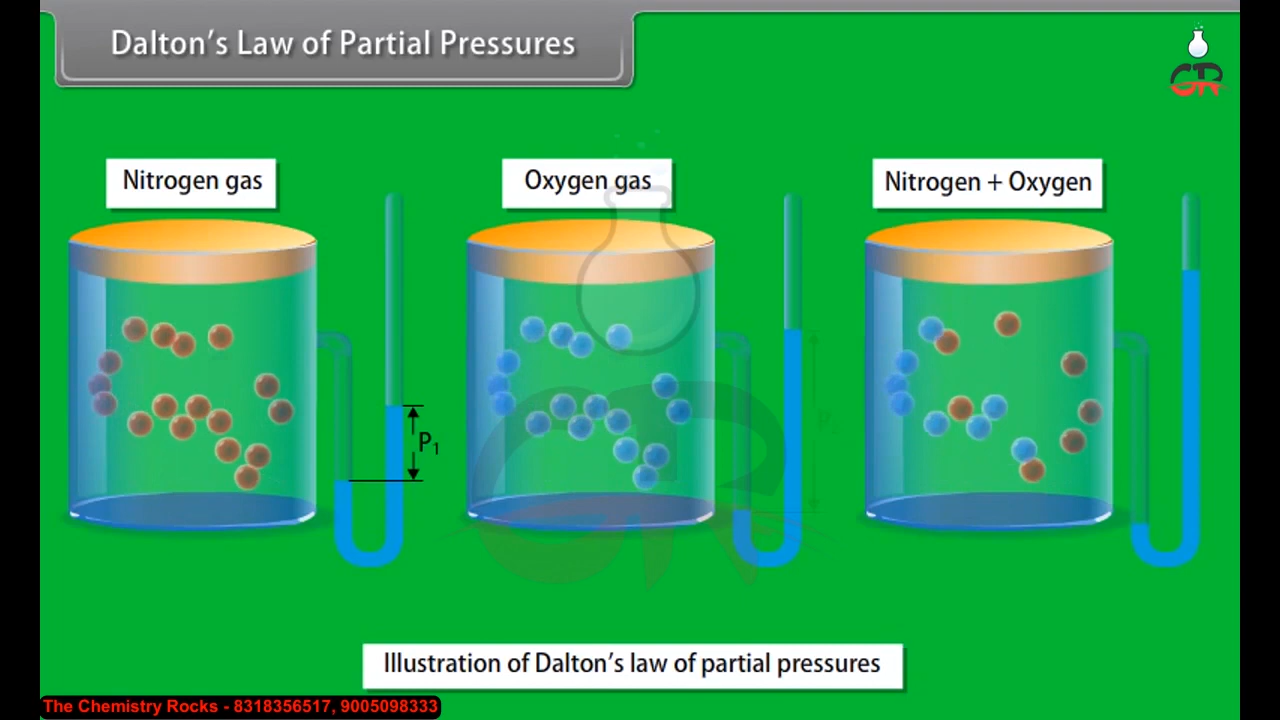 Dalton's Law of Partial Pressures
Nitrogen gas
Oxygen gas
Nitrogen + Oxygen
P₁
Illustration of Dalton's law of partial pressures
The Chemistry Rocks - 8318356517, 9005098333